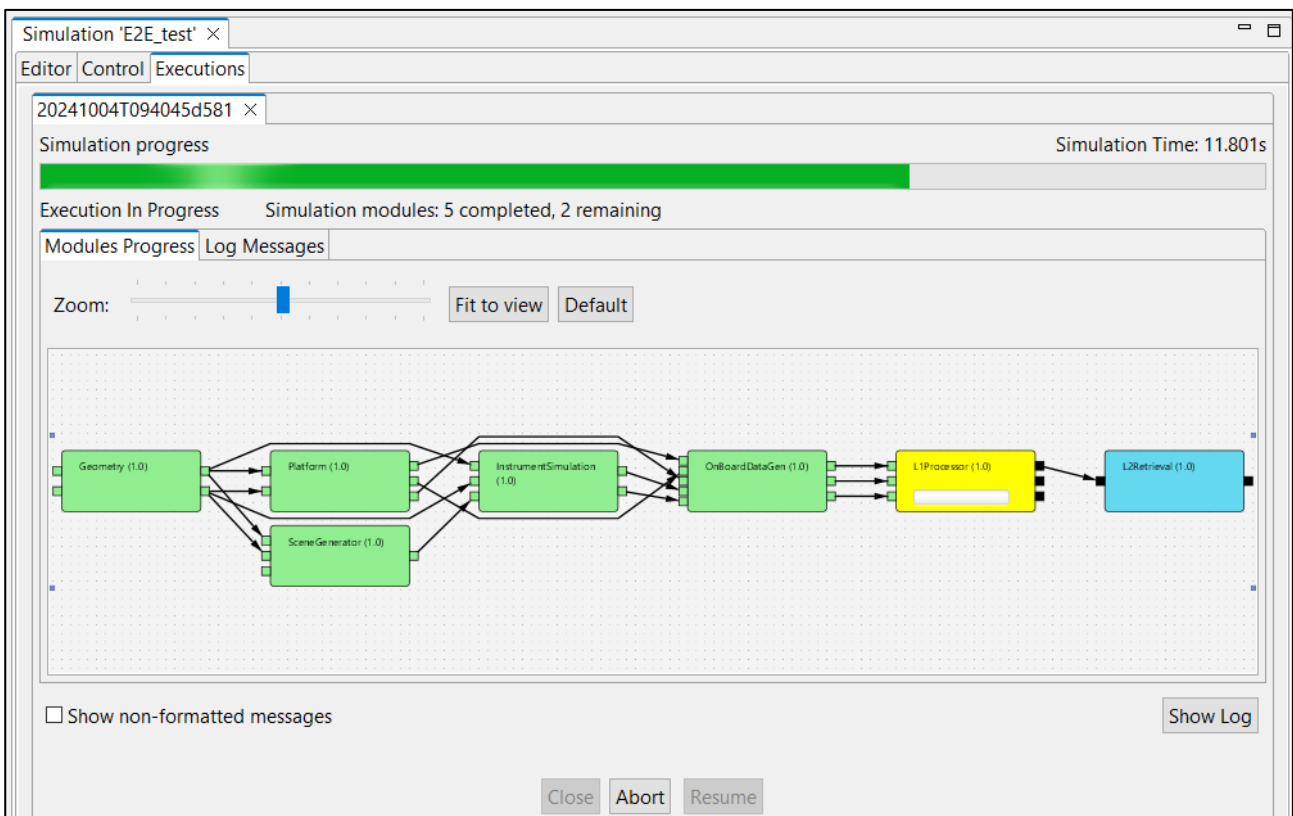 Simulation 'E2E_test'
Editor Control Executions
20241004T094045d581
Simulation progress Simulation Time: 11.801s
Execution In Progress Simulation modules: 5 completed, 2 remaining
Modules Progress Log Messages
Zoom: Fit to view Default
Geometry (1.0) Platform (1.0) InstrumentSimulation OnBoardDataGen (1.0) L1Processor (1.0) L2Retrieval (1.0)
(1.0)
SceneGenerator (1.0)
Show non-formatted messages Show Log
Close Abort Resume